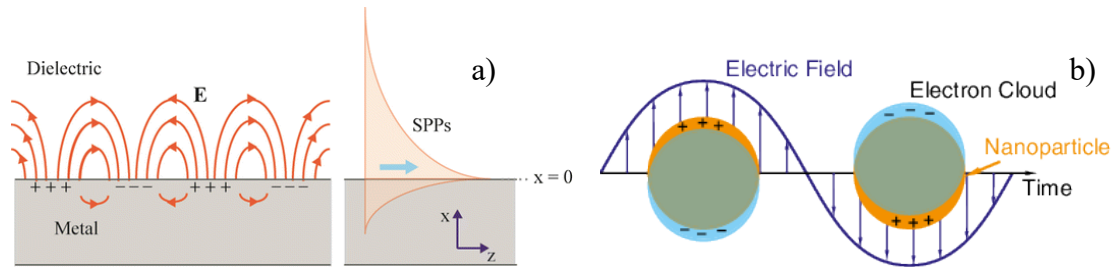 Dielectric
E
+ + + - - - + + + - - -
Metal
a)
SPPs
x = 0
x
z
b)
Electric Field
Electron Cloud
+ + +
- - -
- - -
Nanoparticle
Time
+ + +